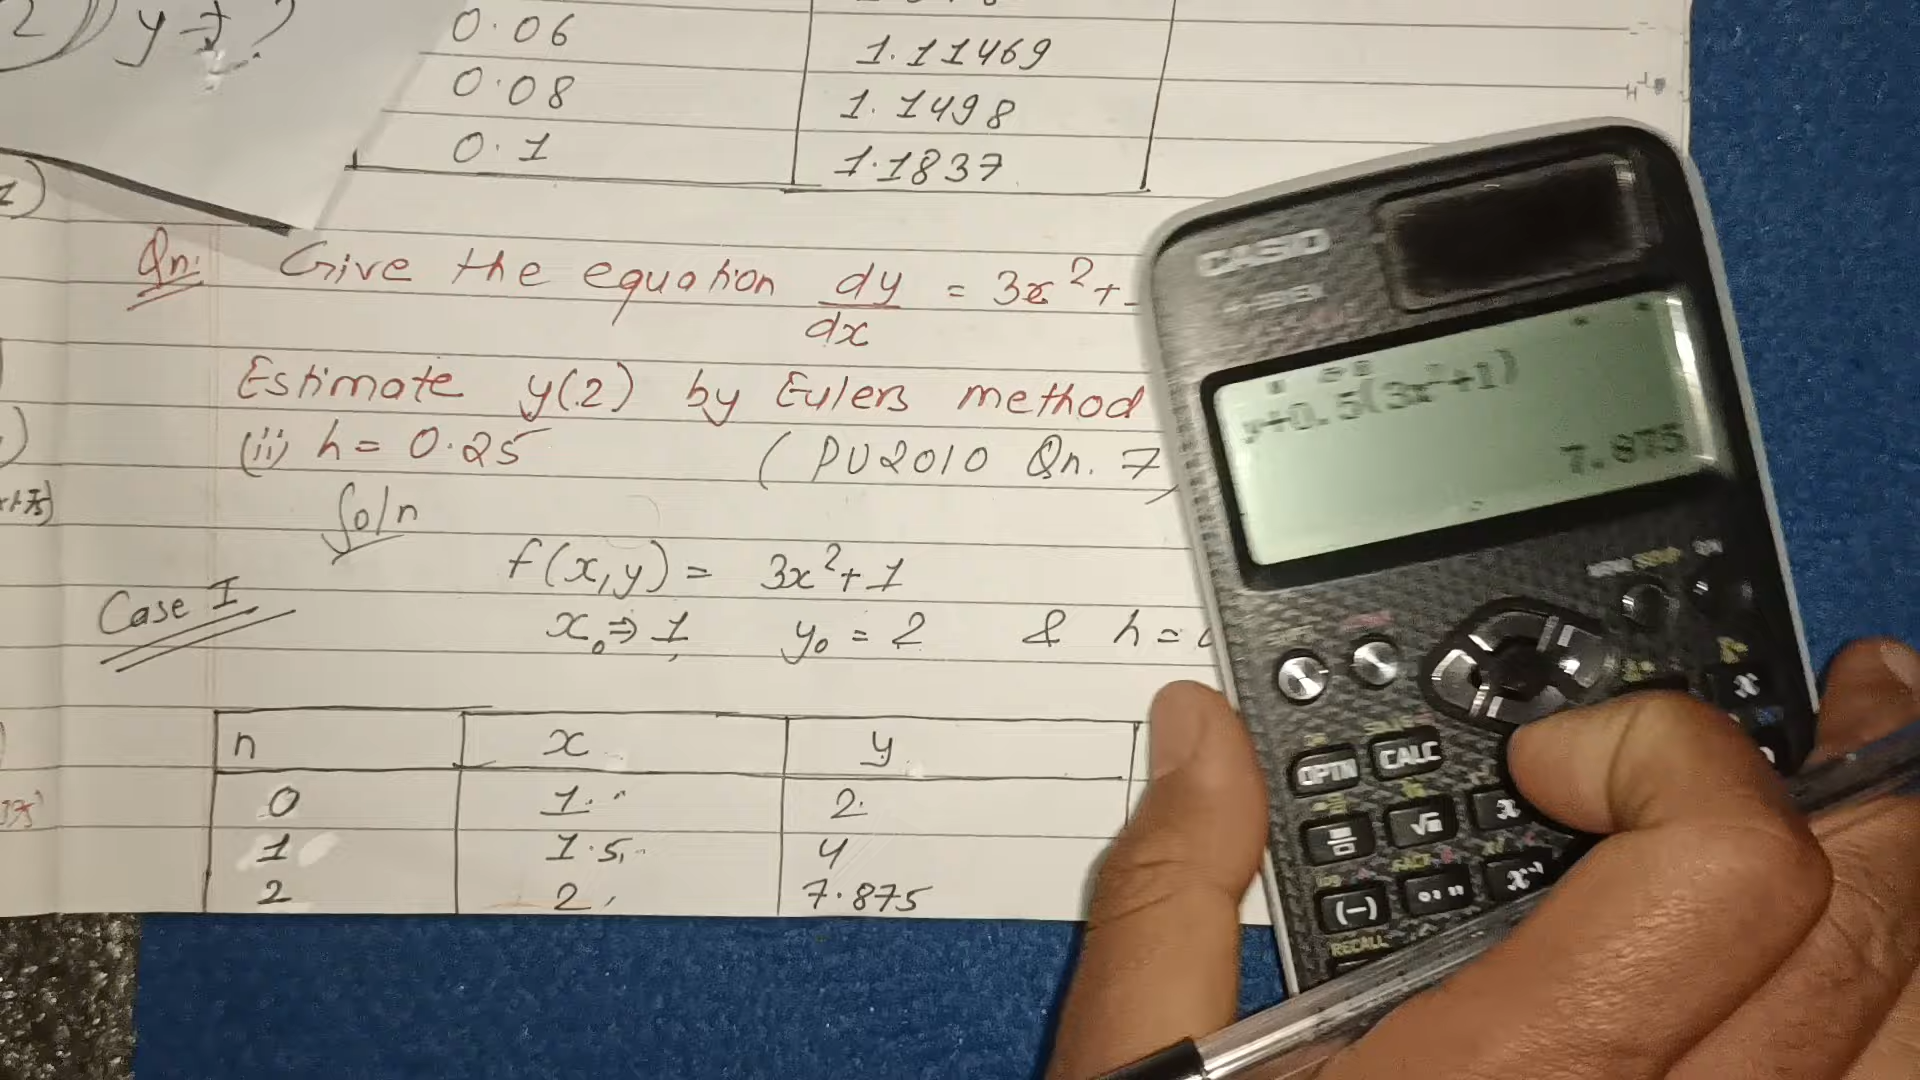 2) y → ?
0.06 1.11469
0.08 1.1498
0.1 1.1837
Qn. Give the equation dy/dx = 3x² +
Estimate y(2) by Eulers method
(ii) h = 0.25 (PU2010 Qn. 7
Soln
f(x,y) = 3x² + 1
Case I
x₀ ⇒ 1, y₀ = 2 & h =
n x y
0 1. 2.
1 1.5, 4
2 2, 7.875
CASIO
y+0.5(3x²+1)
7.875
OPTN CALC
(−) x⁻¹
RECALL